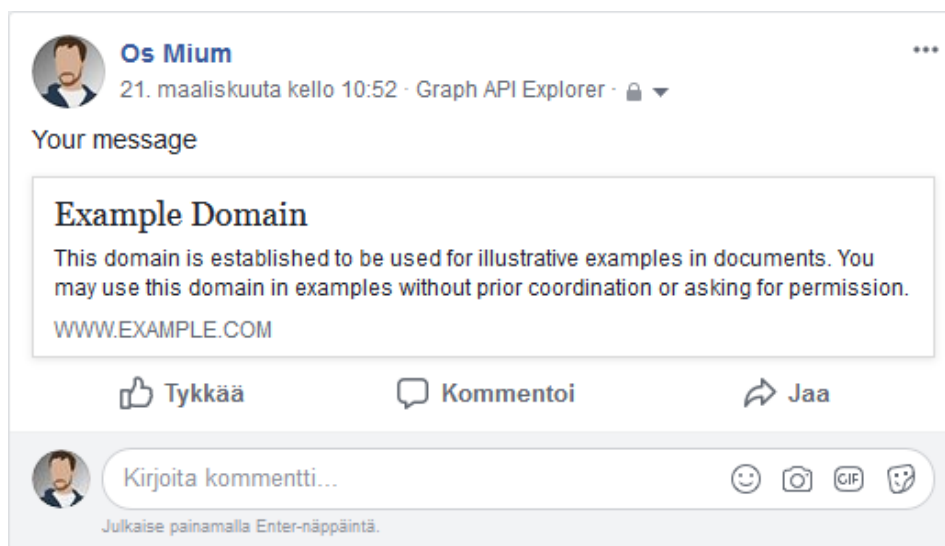 Os Mium
21. maaliskuuta kello 10:52 · Graph API Explorer ·
Your message
Example Domain
This domain is established to be used for illustrative examples in documents. You
may use this domain in examples without prior coordination or asking for permission.
WWW.EXAMPLE.COM
Tykkää Kommentoi Jaa
Kirjoita kommentti... GIF
Julkaise painamalla Enter-näppäintä.